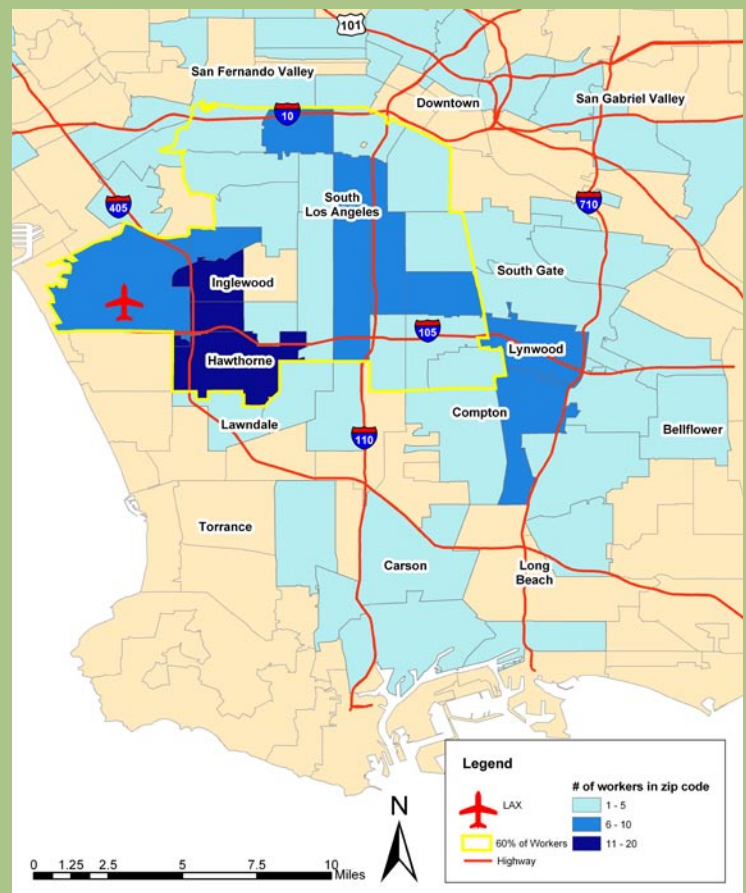 101
San Fernando Valley
Downtown
San Gabriel Valley
10
South
Los Angeles
405
710
Inglewood
South Gate
105
Hawthorne
Lynwood
Compton
Lawndale
Bellflower
110
Torrance
Carson
Long
Beach
Legend
LAX
60% of Workers
Highway
# of workers in zip code
1 - 5
6 - 10
11 - 20
N
0 1.25 2.5 5 7.5 10
Miles